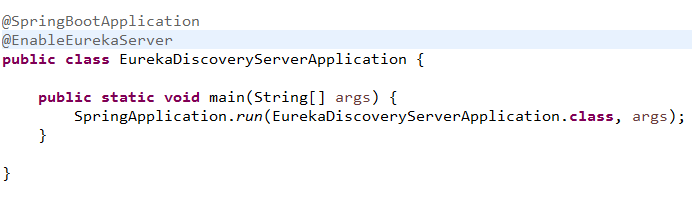 @SpringBootApplication
@EnableEurekaServer
public class EurekaDiscoveryServerApplication {
public static void main(String[] args) {
SpringApplication.run(EurekaDiscoveryServerApplication.class, args);
}
}